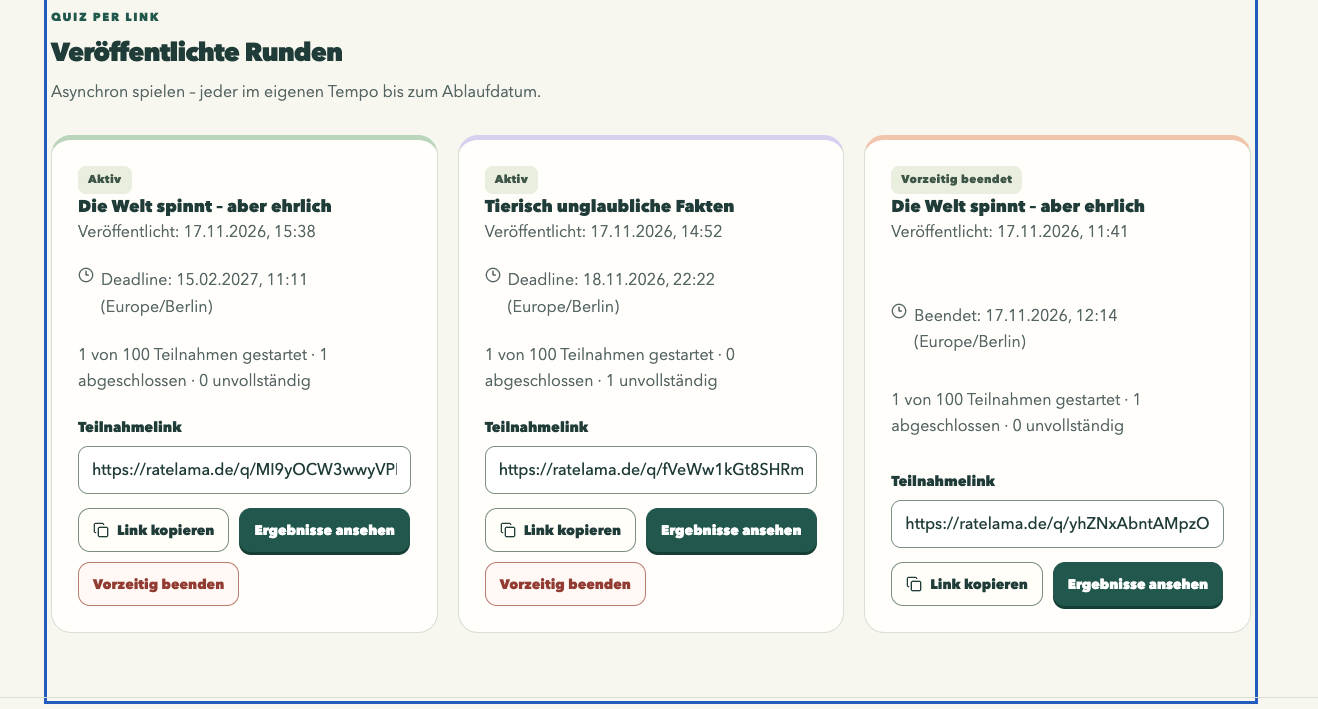 QUIZ PER LINK
Veröffentlichte Runden
Asynchron spielen – jeder im eigenen Tempo bis zum Ablaufdatum.
Aktiv
Die Welt spinnt – aber ehrlich
Veröffentlicht: 17.11.2026, 15:38
Deadline: 15.02.2027, 11:11
(Europe/Berlin)
1 von 100 Teilnahmen gestartet · 1
abgeschlossen · 0 unvollständig
Teilnahmelink
https://ratelama.de/q/MI9yOCW3wwyVPl
Link kopieren
Ergebnisse ansehen
Vorzeitig beenden
Aktiv
Tierisch unglaubliche Fakten
Veröffentlicht: 17.11.2026, 14:52
Deadline: 18.11.2026, 22:22
(Europe/Berlin)
1 von 100 Teilnahmen gestartet · 0
abgeschlossen · 1 unvollständig
Teilnahmelink
https://ratelama.de/q/fVeWw1kGt8SHRm
Link kopieren
Ergebnisse ansehen
Vorzeitig beenden
Vorzeitig beendet
Die Welt spinnt – aber ehrlich
Veröffentlicht: 17.11.2026, 11:41
Beendet: 17.11.2026, 12:14
(Europe/Berlin)
1 von 100 Teilnahmen gestartet · 1
abgeschlossen · 0 unvollständig
Teilnahmelink
https://ratelama.de/q/yhZNxAbntAMpzO
Link kopieren
Ergebnisse ansehen